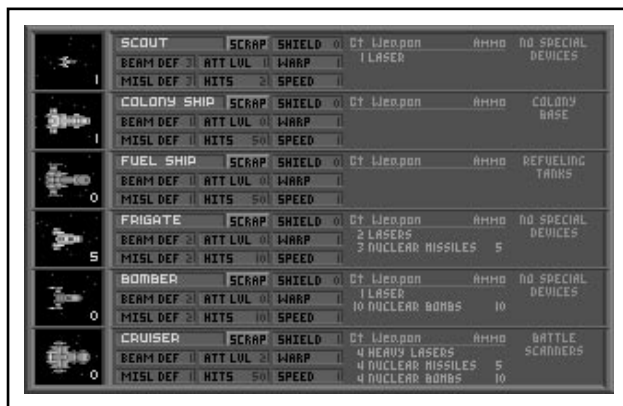 SCOUT SCRAP SHIELD 0 Ct Weapon AMMO NO SPECIAL
1 LASER DEVICES
BEAM DEF 3 ATT LVL 1 WARP 1
1 MISL DEF 3 HITS 2 SPEED 1
COLONY SHIP SCRAP SHIELD 0 Ct Weapon AMMO COLONY
BASE
BEAM DEF 1 ATT LVL 0 WARP 1
1 MISL DEF 1 HITS 50 SPEED 1
FUEL SHIP SCRAP SHIELD 0 Ct Weapon AMMO REFUELING
TANKS
BEAM DEF 1 ATT LVL 0 WARP 1
0 MISL DEF 1 HITS 50 SPEED 1
FRIGATE SCRAP SHIELD 0 Ct Weapon AMMO NO SPECIAL
2 LASERS DEVICES
BEAM DEF 2 ATT LVL 0 WARP 1
3 NUCLEAR MISSILES 5
5 MISL DEF 2 HITS 10 SPEED 1
BOMBER SCRAP SHIELD 0 Ct Weapon AMMO NO SPECIAL
1 LASER DEVICES
BEAM DEF 2 ATT LVL 0 WARP 1
10 NUCLEAR BOMBS 10
0 MISL DEF 2 HITS 10 SPEED 1
CRUISER SCRAP SHIELD Ct Weapon AMMO BATTLE
4 HEAVY LASERS SCANNERS
BEAM DEF 1 ATT LVL 2 WARP 1
4 NUCLEAR MISSILES 5
0 MISL DEF 1 HITS 50 SPEED 1
4 NUCLEAR BOMBS 10